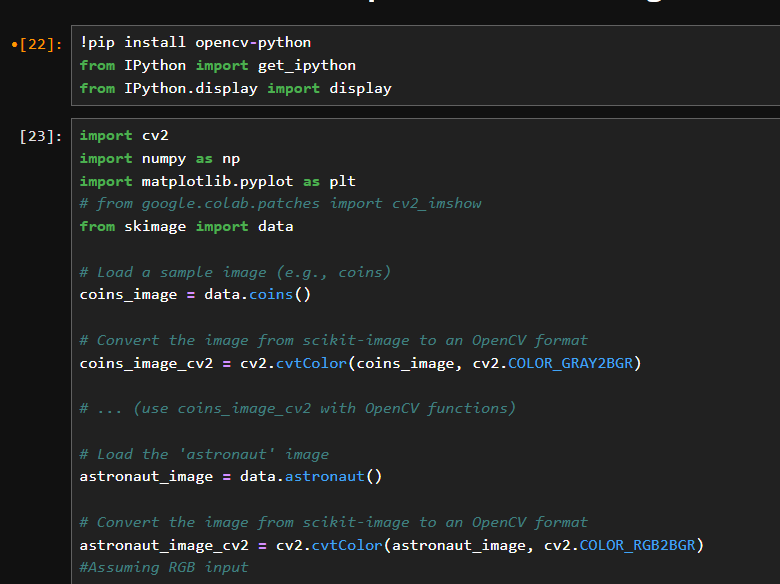 [22]:
!pip install opencv-python
from IPython import get_ipython
from IPython.display import display
[23]:
import cv2
import numpy as np
import matplotlib.pyplot as plt
# from google.colab.patches import cv2_imshow
from skimage import data
# Load a sample image (e.g., coins)
coins_image = data.coins()
# Convert the image from scikit-image to an OpenCV format
coins_image_cv2 = cv2.cvtColor(coins_image, cv2.COLOR_GRAY2BGR)
# ... (use coins_image_cv2 with OpenCV functions)
# Load the 'astronaut' image
astronaut_image = data.astronaut()
# Convert the image from scikit-image to an OpenCV format
astronaut_image_cv2 = cv2.cvtColor(astronaut_image, cv2.COLOR_RGB2BGR)
#Assuming RGB input